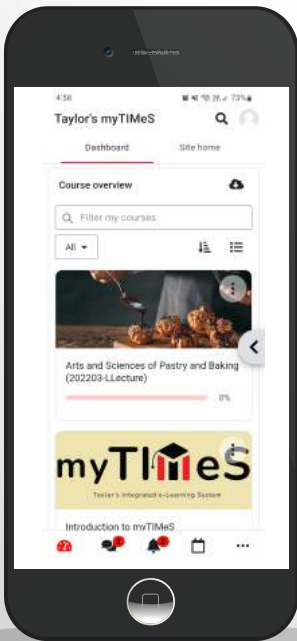 4:58
73%
Taylor's myTIMeS
Dashboard Site home
Course overview
Filter my courses
All
Arts and Sciences of Pastry and Baking
(202203-LLecture)
0%
myTIMeS
Taylor's integrated e-Learning System
Introduction to myTIMeS